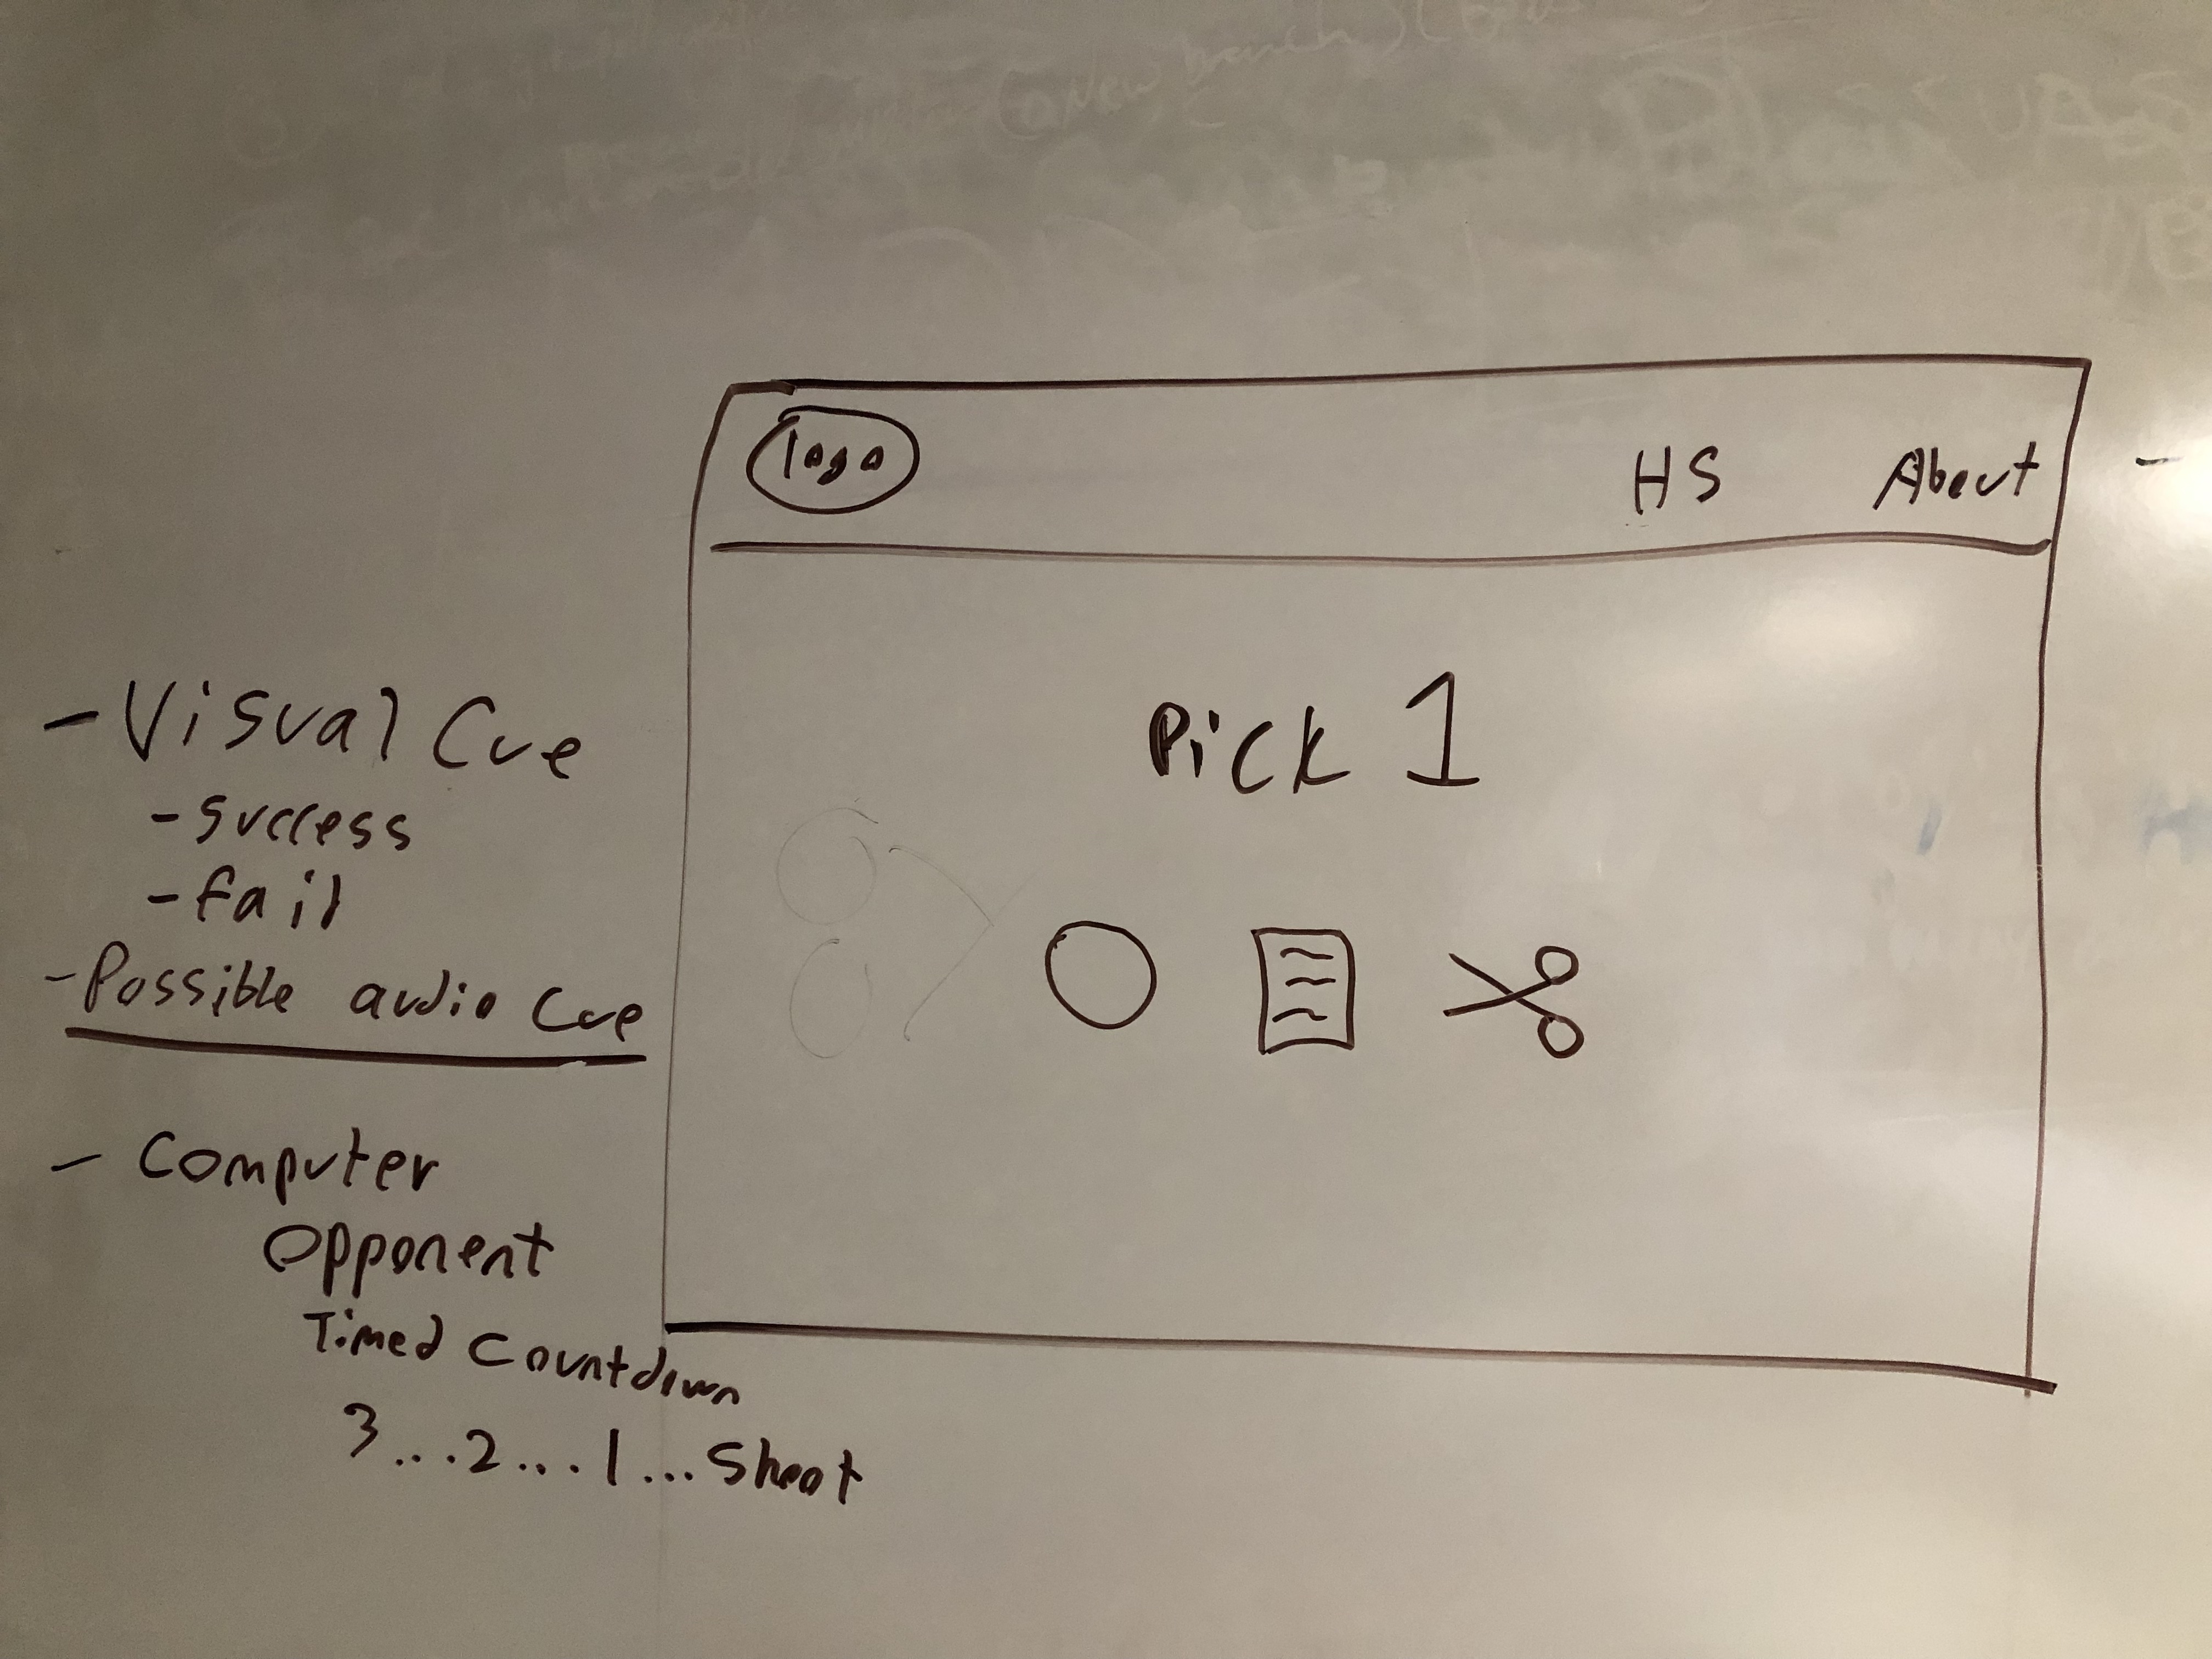 logo
HS
About
Pick 1
- Visual Cue
- success
- fail
- Possible audio Cue
- Computer
Opponent
Timed Countdown
3...2...1...Shoot